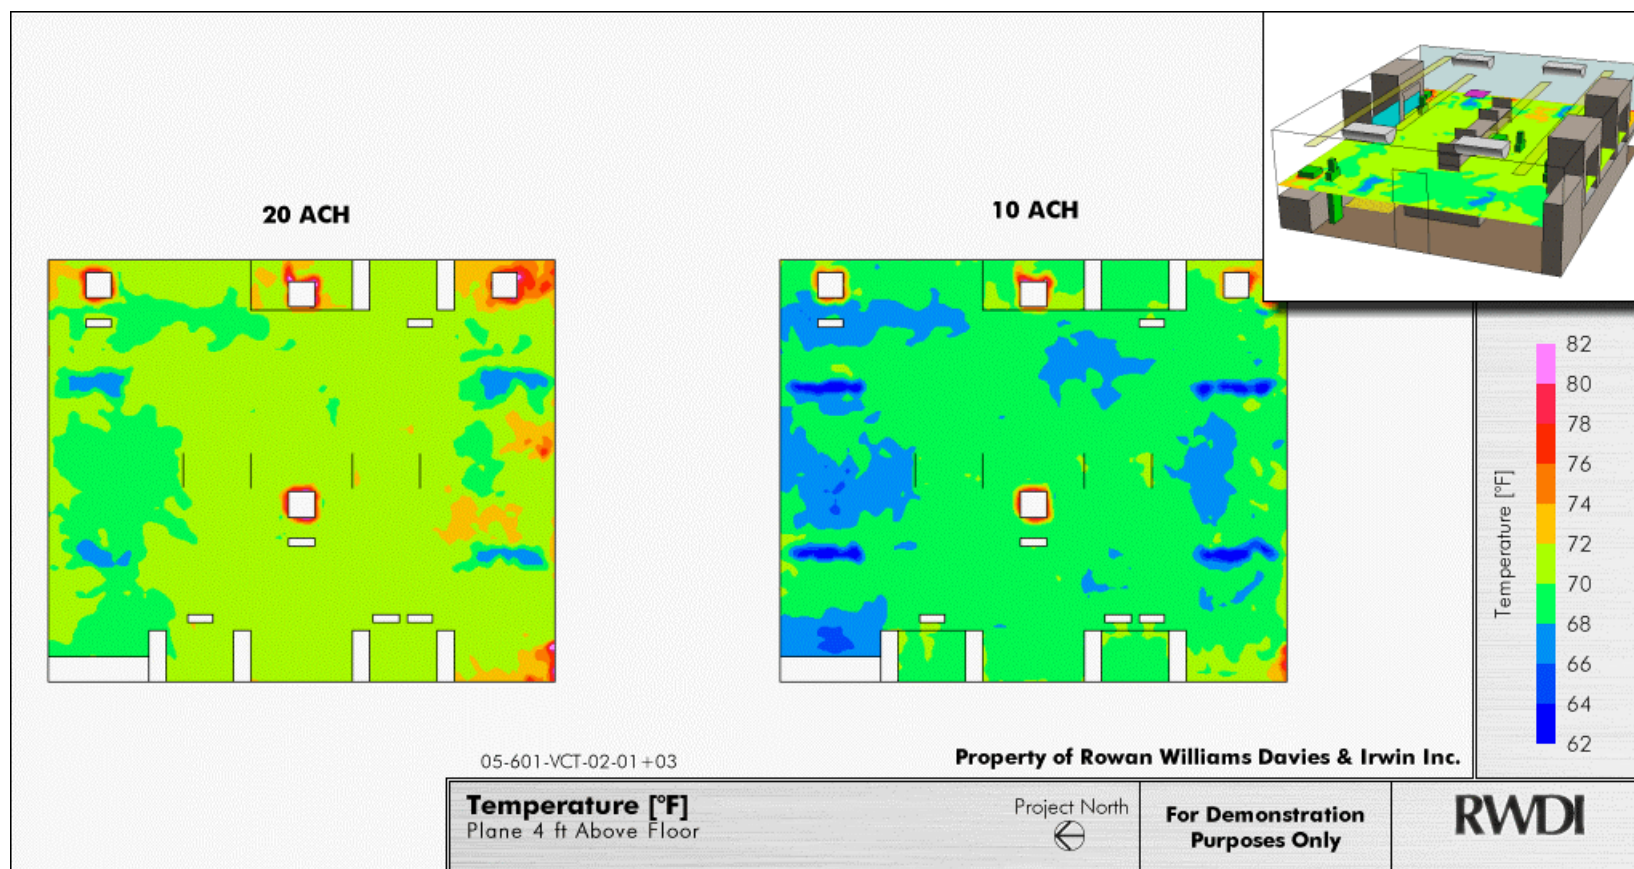 20 ACH
10 ACH
82
80
78
76
74
72
70
68
66
64
62
Temperature [°F]
05-601-VCT-02-01+03
Property of Rowan Williams Davies & Irwin Inc.
Temperature [°F]
Plane 4 ft Above Floor
Project North
For Demonstration
Purposes Only
RWDI